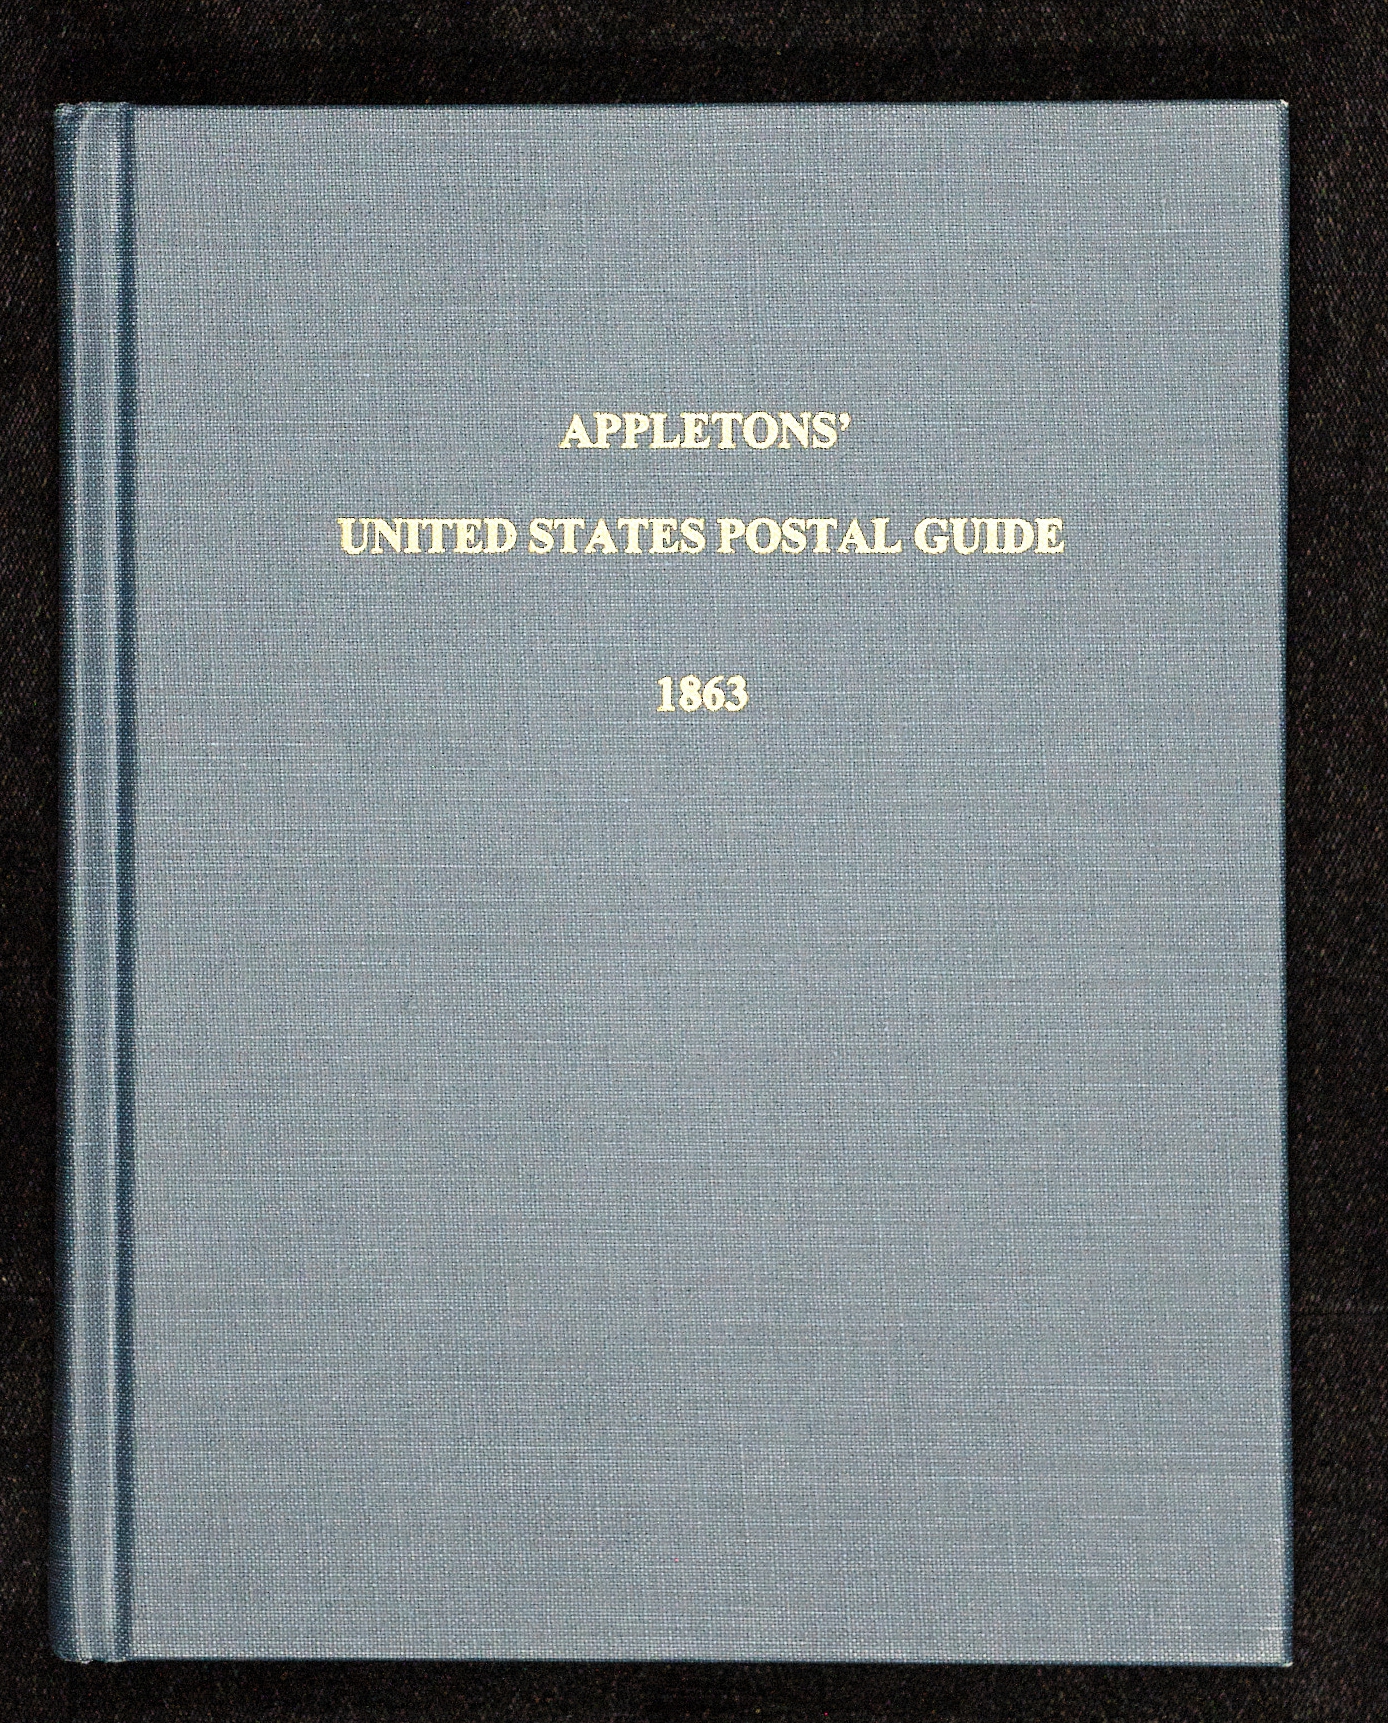 APPLETONS’
UNITED STATES POSTAL GUIDE
1863